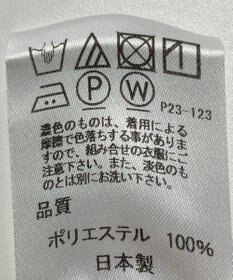 P23-123
濃色のものは、着用による
摩擦で色落ちする事がありま
すので、組み合せの衣服にご
注意下さい。また、淡色のも
のとは別にお洗い下さい。
品質
ポリエステル 100%
日本製